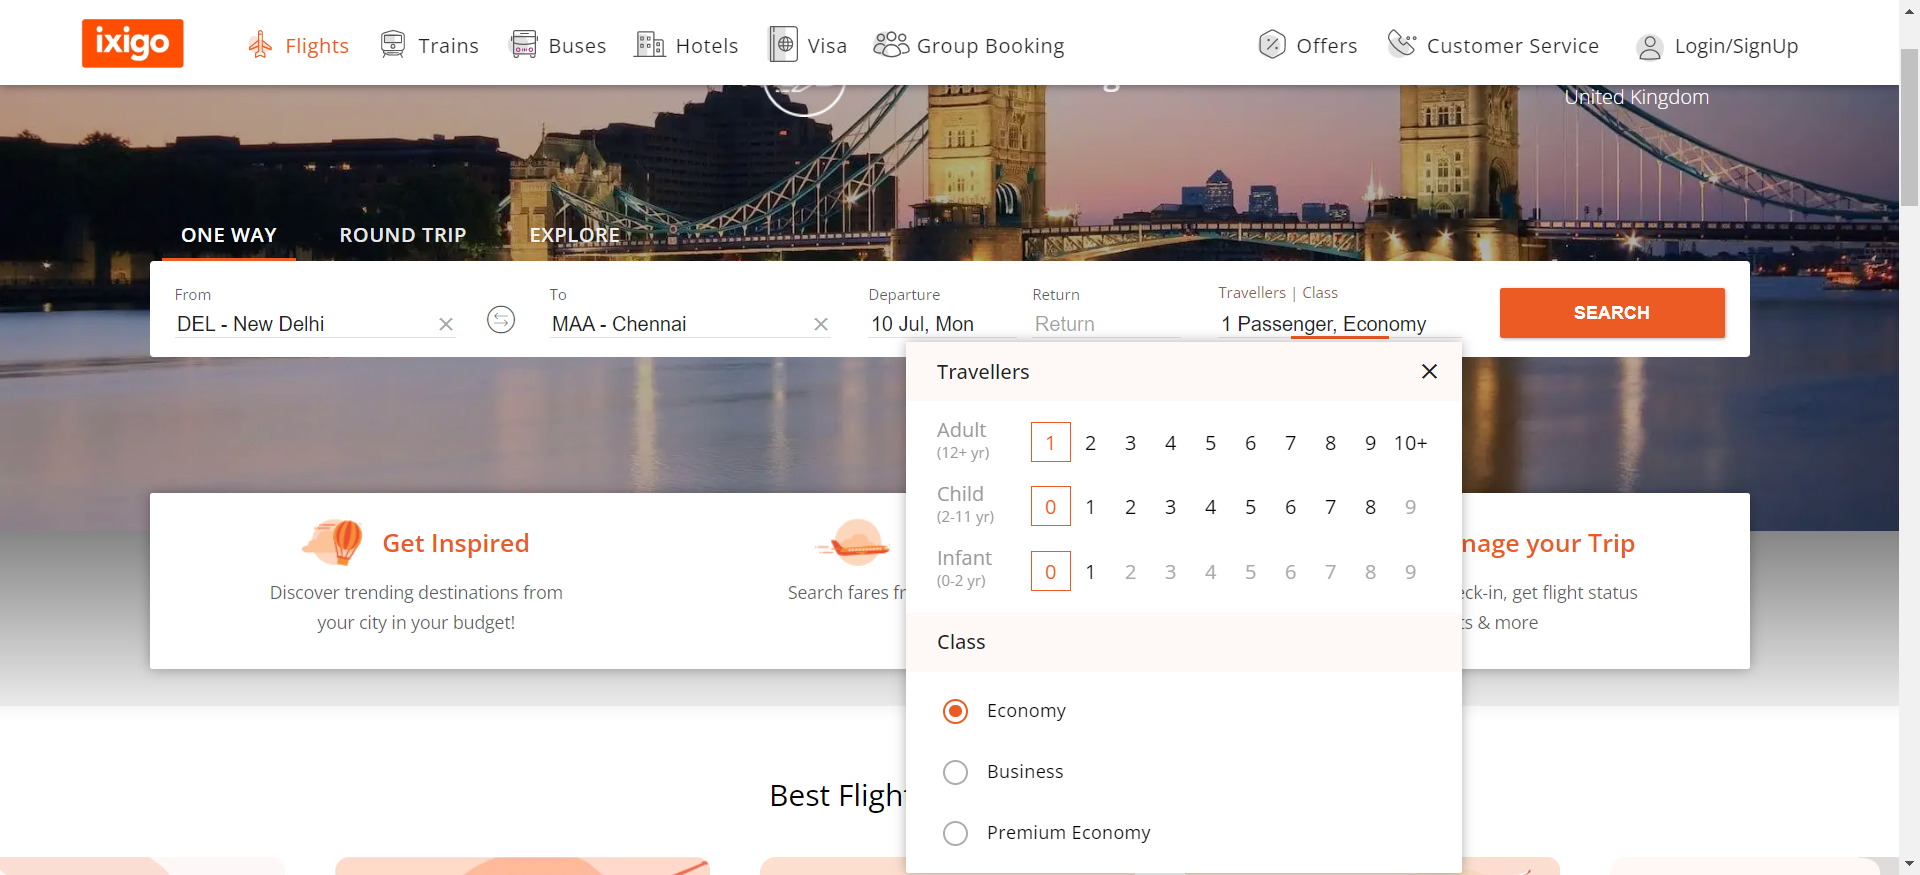 ixigo
Flights
Trains
Buses
Hotels
Visa
Group Booking
Offers
Customer Service
Login/SignUp
United Kingdom
ONE WAY
ROUND TRIP
EXPLORE
From
DEL - New Delhi
To
MAA - Chennai
Departure
10 Jul, Mon
Return
Return
Travellers | Class
1 Passenger, Economy
SEARCH
Travellers
Adult
(12+ yr)
1 2 3 4 5 6 7 8 9 10+
Child
(2-11 yr)
0 1 2 3 4 5 6 7 8 9
Infant
(0-2 yr)
0 1 2 3 4 5 6 7 8 9
Class
Economy
Business
Premium Economy
Get Inspired
Discover trending destinations from
your city in your budget!
Search fares
your Trip
get flight status
& more
Best